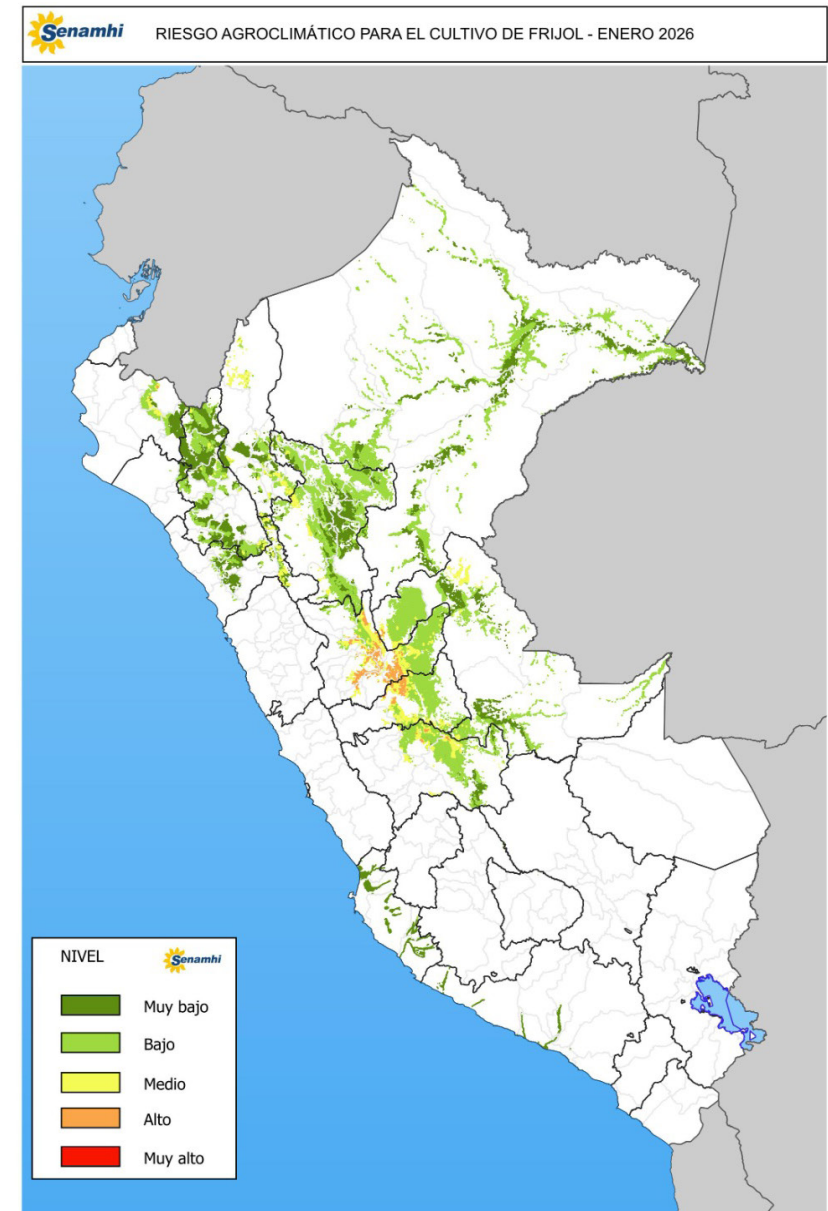 Senamhi
RIESGO AGROCLIMÁTICO PARA EL CULTIVO DE FRIJOL - ENERO 2026
NIVEL
Senamhi
Muy bajo
Bajo
Medio
Alto
Muy alto